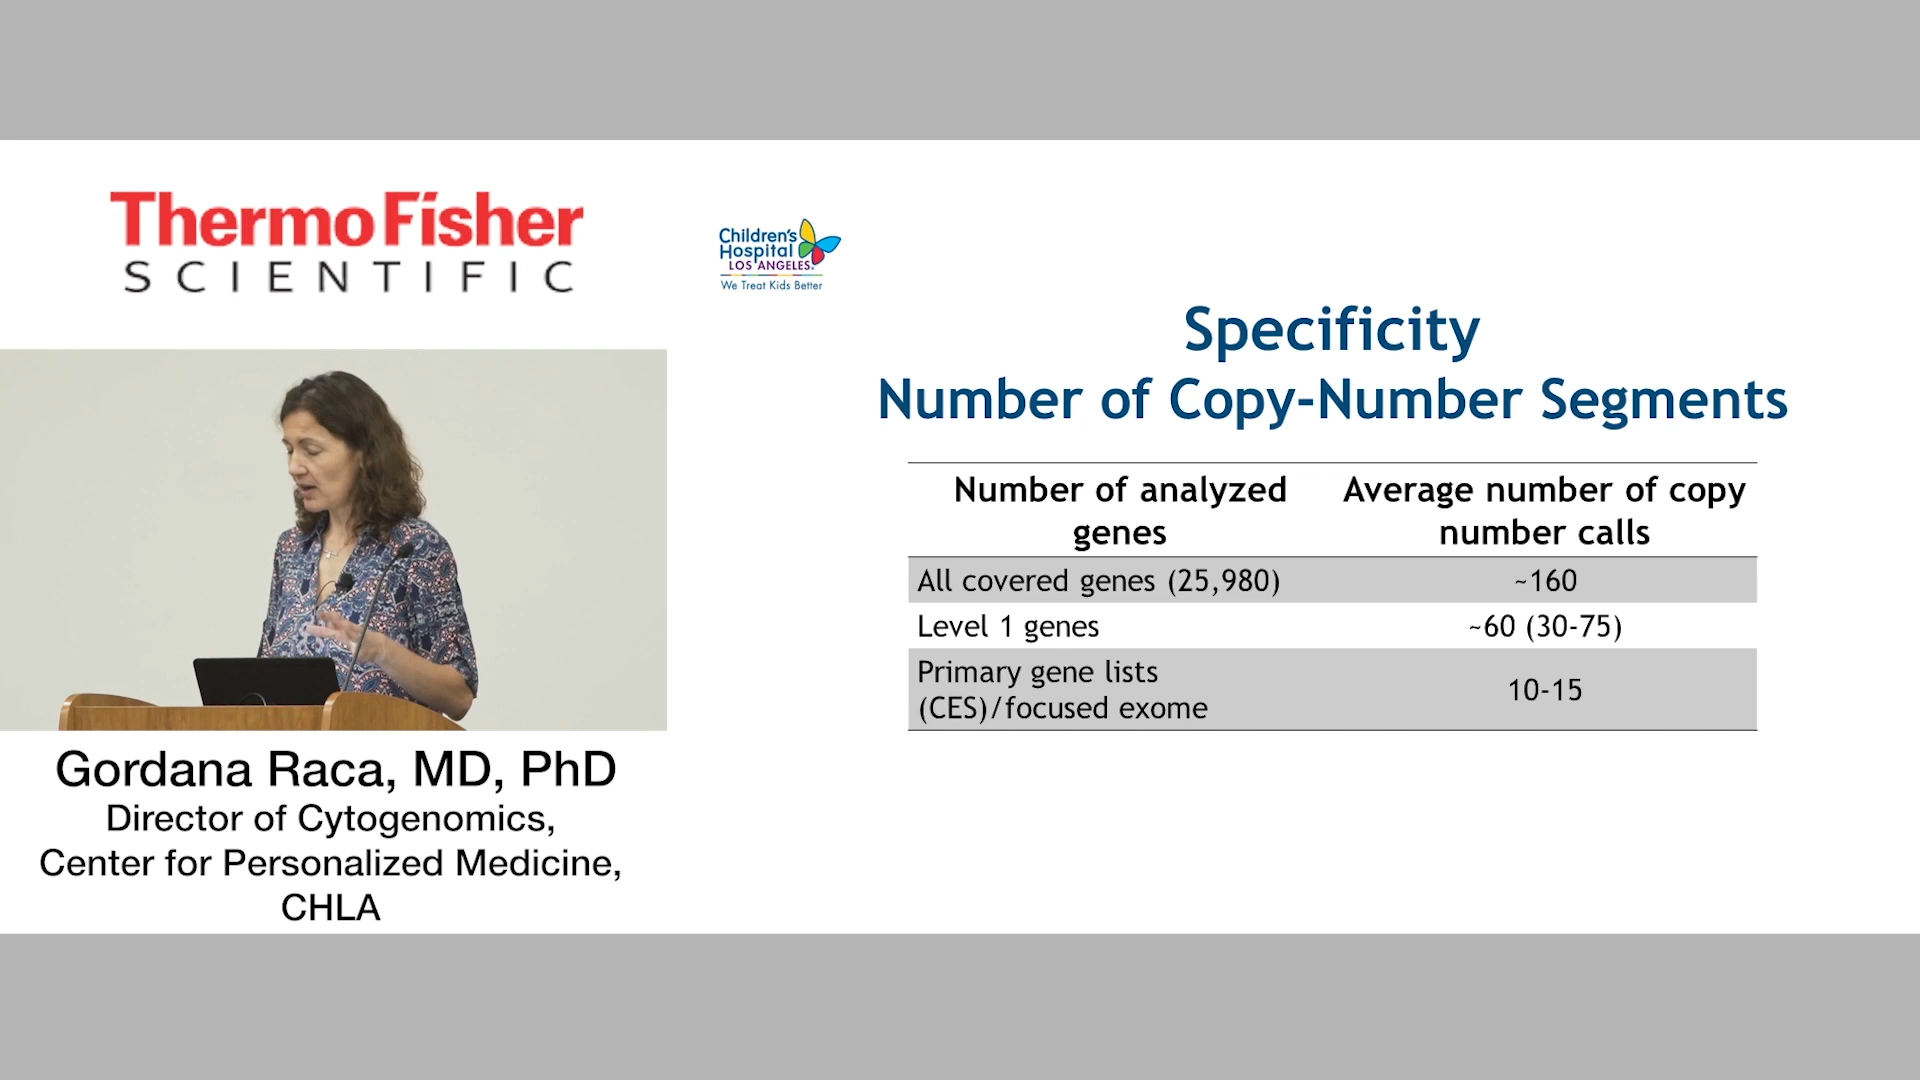 ThermoFisher
SCIENTIFIC
Children's
Hospital
LOS ANGELES
We Treat Kids Better
Specificity
Number of Copy-Number Segments
Number of analyzed
genes
Average number of copy
number calls
All covered genes (25,980)
~160
Level 1 genes
~60 (30-75)
Primary gene lists
(CES)/focused exome
10-15
Gordana Raca, MD, PhD
Director of Cytogenomics,
Center for Personalized Medicine,
CHLA